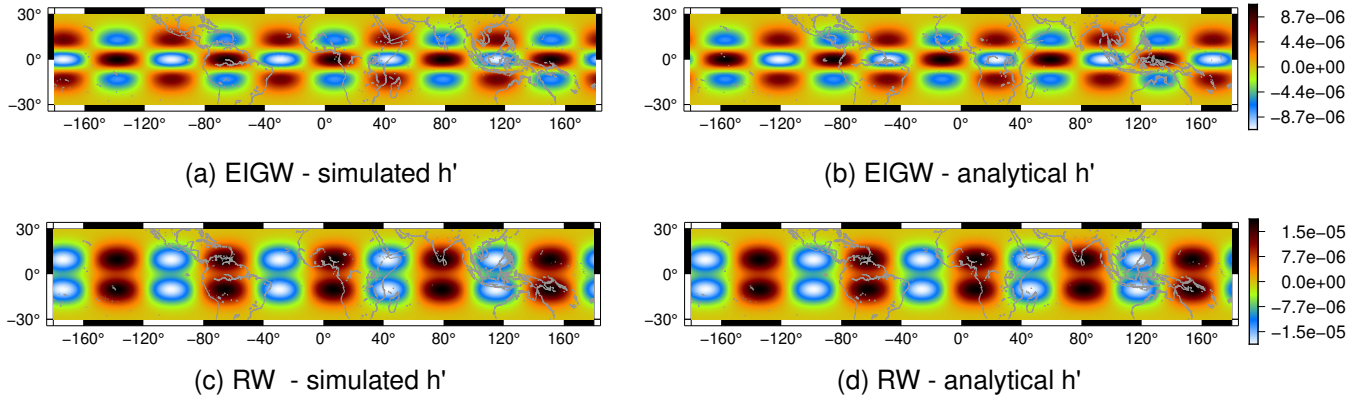 30° 30°
0° 0°
−30° −30°
−160° −120° −80° −40° 0° 40° 80° 120° 160° −160° −120° −80° −40° 0° 40° 80° 120° 160°
8.7e−06
4.4e−06
0.0e+00
−4.4e−06
−8.7e−06
(a) EIGW - simulated h' (b) EIGW - analytical h'
30° 30°
0° 0°
−30° −30°
−160° −120° −80° −40° 0° 40° 80° 120° 160° −160° −120° −80° −40° 0° 40° 80° 120° 160°
1.5e−05
7.7e−06
0.0e+00
−7.7e−06
−1.5e−05
(c) RW - simulated h' (d) RW - analytical h'